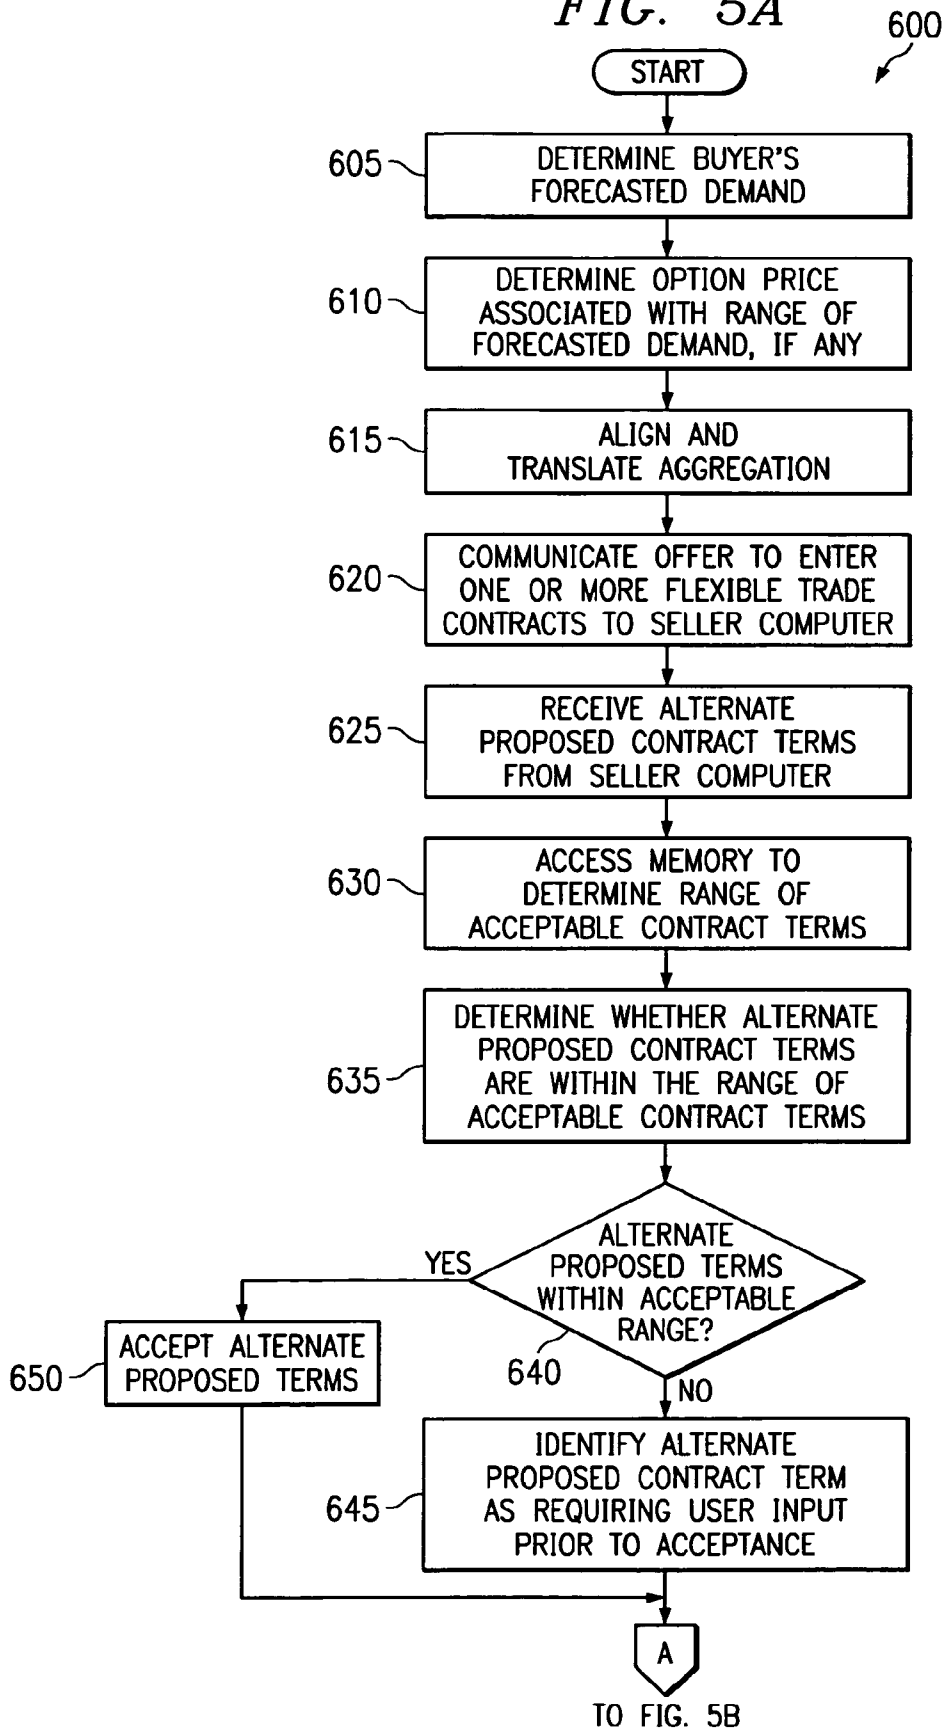 FIG. 5A
600
START
605
DETERMINE BUYER'S
FORECASTED DEMAND
610
DETERMINE OPTION PRICE
ASSOCIATED WITH RANGE OF
FORECASTED DEMAND, IF ANY
615
ALIGN AND
TRANSLATE AGGREGATION
620
COMMUNICATE OFFER TO ENTER
ONE OR MORE FLEXIBLE TRADE
CONTRACTS TO SELLER COMPUTER
625
RECEIVE ALTERNATE
PROPOSED CONTRACT TERMS
FROM SELLER COMPUTER
630
ACCESS MEMORY TO
DETERMINE RANGE OF
ACCEPTABLE CONTRACT TERMS
635
DETERMINE WHETHER ALTERNATE
PROPOSED CONTRACT TERMS
ARE WITHIN THE RANGE OF
ACCEPTABLE CONTRACT TERMS
ALTERNATE
PROPOSED TERMS
WITHIN ACCEPTABLE
RANGE?
640
YES
650
ACCEPT ALTERNATE
PROPOSED TERMS
NO
645
IDENTIFY ALTERNATE
PROPOSED CONTRACT TERM
AS REQUIRING USER INPUT
PRIOR TO ACCEPTANCE
A
TO FIG. 5B